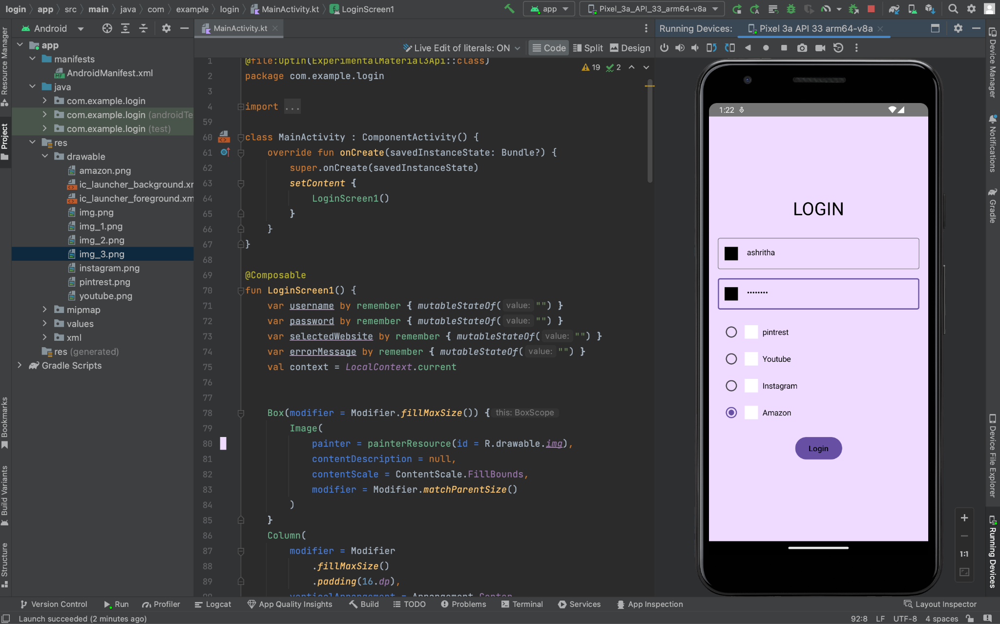 login app src main java com example login MainActivity.kt LoginScreen1
app Pixel_3a_API_33_arm64-v8a
Android
MainActivity.kt
Running Devices: Pixel 3a API 33 arm64-v8a
Live Edit of literals: ON Code Split Design
19 2
Resource Manager
Project
Bookmarks
Build Variants
Structure
app
manifests
AndroidManifest.xml
java
com.example.login
com.example.login (androidTe
com.example.login (test)
res
drawable
amazon.png
ic_launcher_background.xm
ic_launcher_foreground.xm
img.png
img_1.png
img_2.png
img_3.png
instagram.png
pintrest.png
youtube.png
mipmap
values
xml
res (generated)
Gradle Scripts
1 @file:OptIn(ExperimentalMaterial3Api::class)
2 package com.example.login
3
4 import ...
59
60 class MainActivity : ComponentActivity() {
61 override fun onCreate(savedInstanceState: Bundle?) {
62 super.onCreate(savedInstanceState)
63 setContent {
64 LoginScreen1()
65 }
66 }
67 }
68
69 @Composable
70 fun LoginScreen1() {
71 var username by remember { mutableStateOf( value: "") }
72 var password by remember { mutableStateOf( value: "") }
73 var selectedWebsite by remember { mutableStateOf( value: "") }
74 var errorMessage by remember { mutableStateOf( value: "") }
75 val context = LocalContext.current
76
77
78 Box(modifier = Modifier.fillMaxSize()) { this: BoxScope
79 Image(
80 painter = painterResource(id = R.drawable.img),
81 contentDescription = null,
82 contentScale = ContentScale.FillBounds,
83 modifier = Modifier.matchParentSize()
84 )
85 }
86 Column(
87 modifier = Modifier
88 .fillMaxSize()
89 .padding(16.dp),
verticalArrangement = Arrangement.Center
1:22
LOGIN
ashritha
••••••••
pintrest
Youtube
Instagram
Amazon
Login
1:1
Device Manager
Notifications
Gradle
Device File Explorer
Running Devices
Version Control Run Profiler Logcat App Quality Insights Build TODO Problems Terminal Services App Inspection Layout Inspector
Launch succeeded (2 minutes ago) 92:8 LF UTF-8 4 spaces